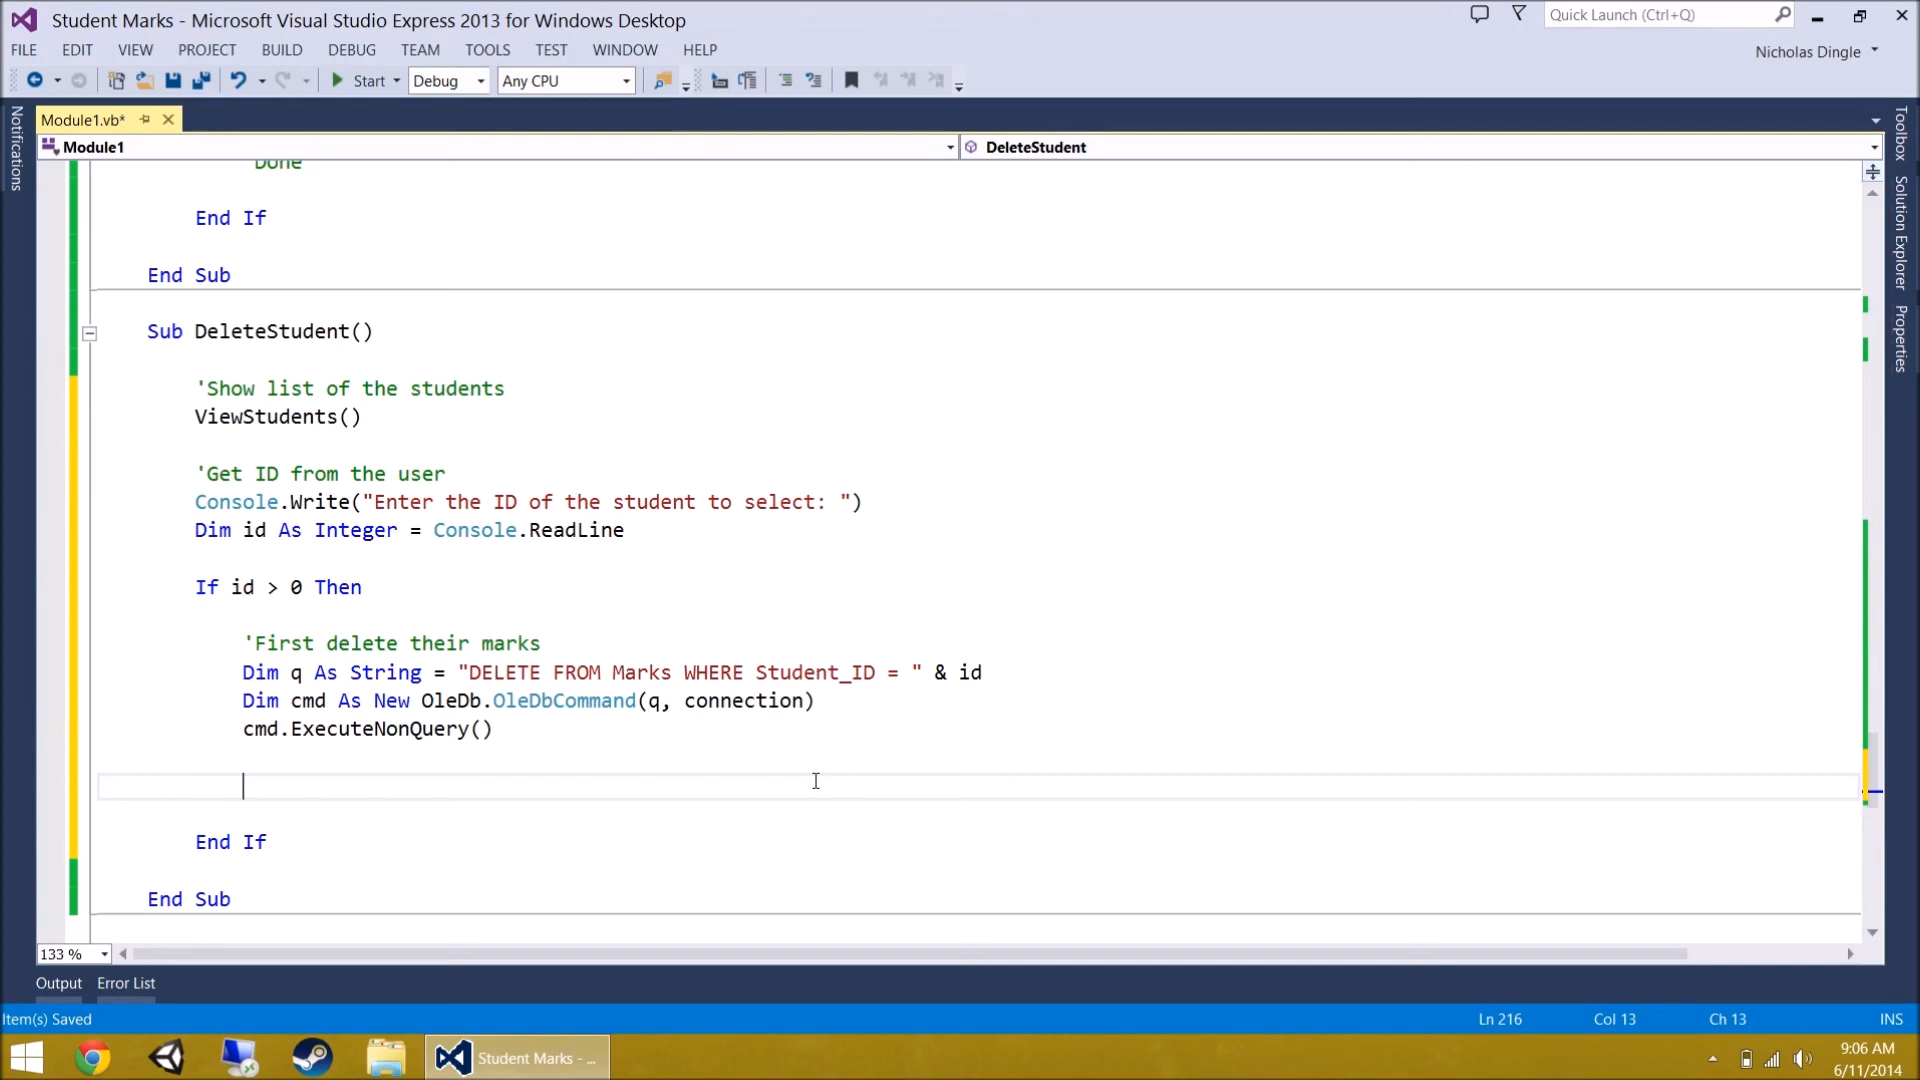 Student Marks - Microsoft Visual Studio Express 2013 for Windows Desktop
Quick Launch (Ctrl+Q)
FILE EDIT VIEW PROJECT BUILD DEBUG TEAM TOOLS TEST WINDOW HELP
Nicholas Dingle
Start Debug Any CPU
Notifications
Module1.vb*
Module1
DeleteStudent
Toolbox
Solution Explorer
Properties
Done
End If
End Sub
Sub DeleteStudent()
'Show list of the students
ViewStudents()
'Get ID from the user
Console.Write("Enter the ID of the student to select: ")
Dim id As Integer = Console.ReadLine
If id > 0 Then
'First delete their marks
Dim q As String = "DELETE FROM Marks WHERE Student_ID = " & id
Dim cmd As New OleDb.OleDbCommand(q, connection)
cmd.ExecuteNonQuery()
End If
End Sub
133 %
Output Error List
Item(s) Saved
Ln 216 Col 13 Ch 13 INS
Student Marks - ...
9:06 AM
6/11/2014